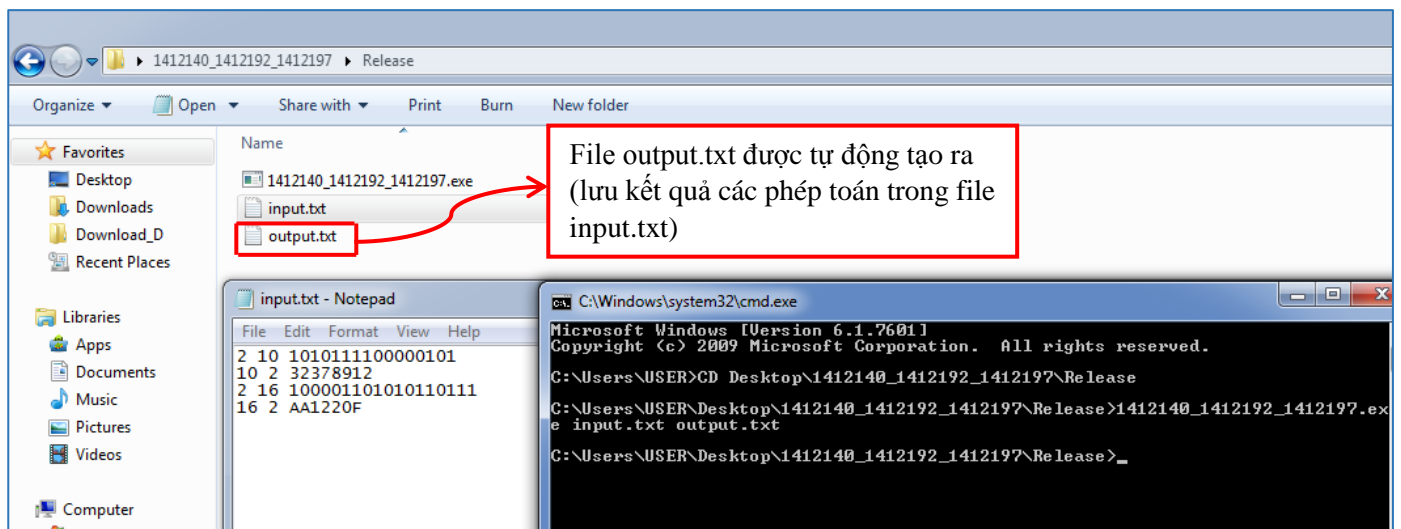 1412140_1412192_1412197 ▸ Release
Organize Open Share with Print Burn New folder
Favorites
Desktop
Downloads
Download_D
Recent Places
Libraries
Apps
Documents
Music
Pictures
Videos
Computer
Name
1412140_1412192_1412197.exe
input.txt
output.txt
File output.txt được tự động tạo ra
(lưu kết quả các phép toán trong file
input.txt)
input.txt - Notepad
File Edit Format View Help
2 10 1010111100000101
10 2 32378912
2 16 100001101010110111
16 2 AA1220F
C:\Windows\system32\cmd.exe
Microsoft Windows [Version 6.1.7601]
Copyright (c) 2009 Microsoft Corporation. All rights reserved.
C:\Users\USER>CD Desktop\1412140_1412192_1412197\Release
C:\Users\USER\Desktop\1412140_1412192_1412197\Release>1412140_1412192_1412197.ex
e input.txt output.txt
C:\Users\USER\Desktop\1412140_1412192_1412197\Release>_